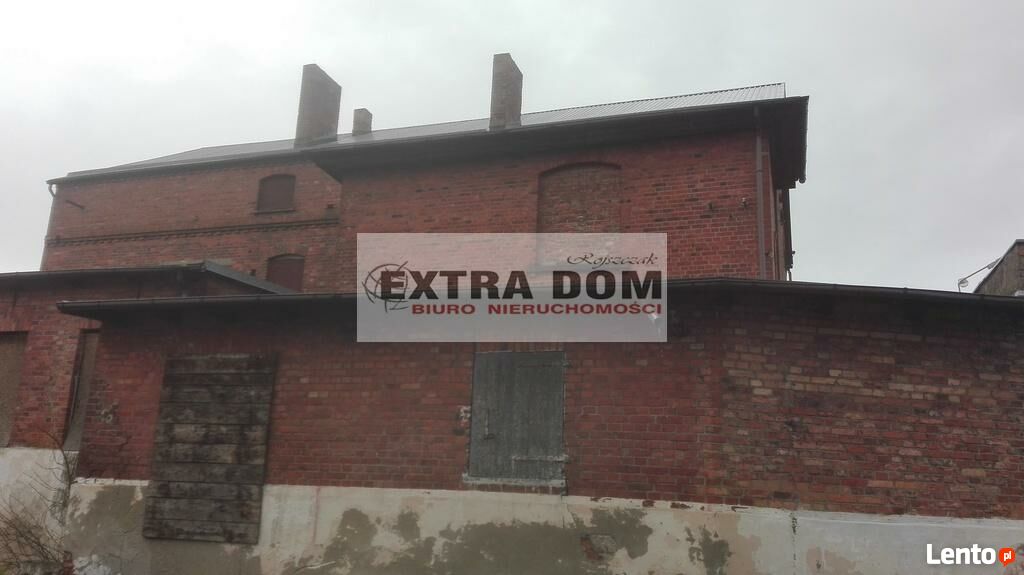 Rojszczak
EXTRA DOM
BIURO NIERUCHOMOŚCI
Lento.pl